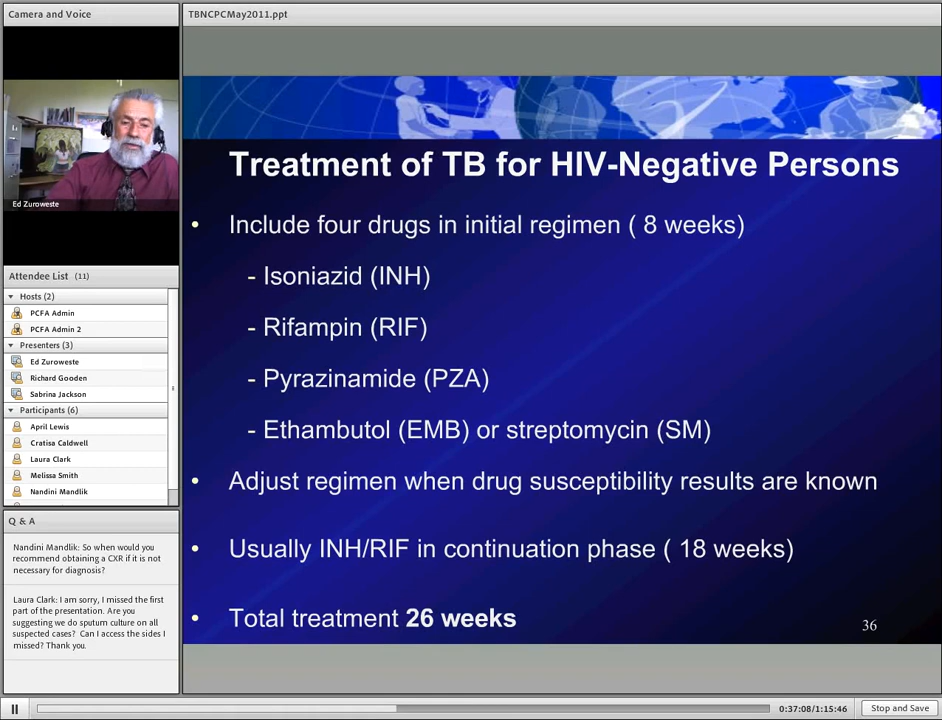 Camera and Voice
Ed Zuroweste
Attendee List (11)
Hosts (2)
PCFA Admin
PCFA Admin 2
Presenters (3)
Ed Zuroweste
Richard Gooden
Sabrina Jackson
Participants (6)
April Lewis
Cratisa Caldwell
Laura Clark
Melissa Smith
Nandini Mandlik
Q & A
Nandini Mandlik: So when would you
recommend obtaining a CXR if it is not
necessary for diagnosis?
Laura Clark: I am sorry, I missed the first
part of the presentation. Are you
suggesting we do sputum culture on all
suspected cases? Can I access the sides I
missed? Thank you.
TBNCPCMay2011.ppt
Treatment of TB for HIV-Negative Persons
• Include four drugs in initial regimen ( 8 weeks)
- Isoniazid (INH)
- Rifampin (RIF)
- Pyrazinamide (PZA)
- Ethambutol (EMB) or streptomycin (SM)
• Adjust regimen when drug susceptibility results are known
• Usually INH/RIF in continuation phase ( 18 weeks)
• Total treatment 26 weeks
36
0:37:08/1:15:46
Stop and Save